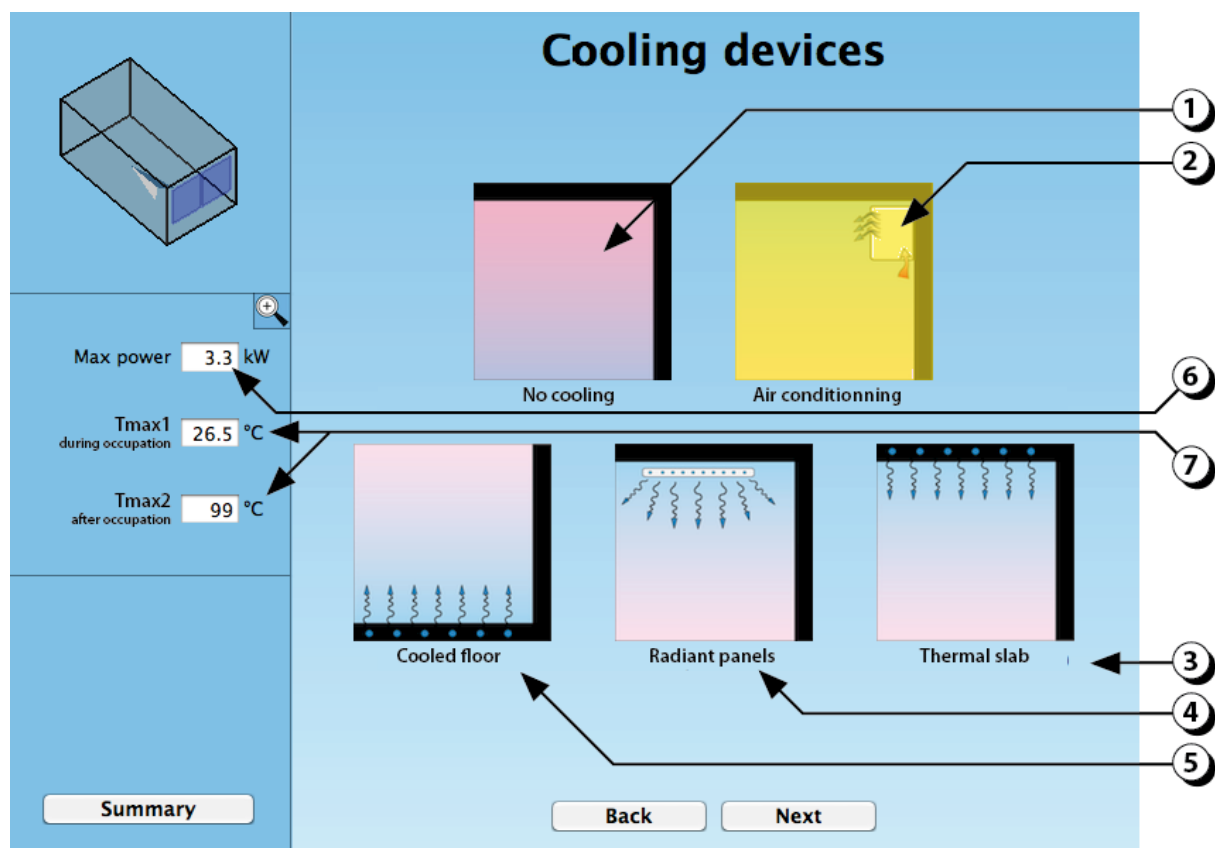 Cooling devices
1
2
Max power 3.3 kW
No cooling
Air conditionning
6
Tmax1
during occupation
26.5 °C
7
Tmax2
after occupation
99 °C
Cooled floor
Radiant panels
Thermal slab
3
4
5
Summary
Back
Next